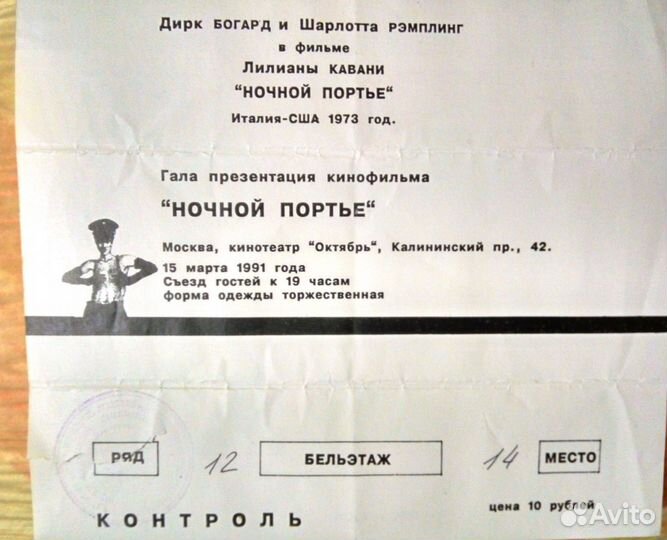 Дирк БОГАРД и Шарлотта РЭМПЛИНГ
в фильме
Лилианы КАВАНИ
“НОЧНОЙ ПОРТЬЕ“
Италия-США 1973 год.
Гала презентация кинофильма
“НОЧНОЙ ПОРТЬЕ“
Москва, кинотеатр “Октябрь“, Калининский пр., 42.
15 марта 1991 года
Съезд гостей к 19 часам
форма одежды торжественная
РЯД 12 БЕЛЬЭТАЖ 14 МЕСТО
цена 10 рублей
КОНТРОЛЬ
Avito